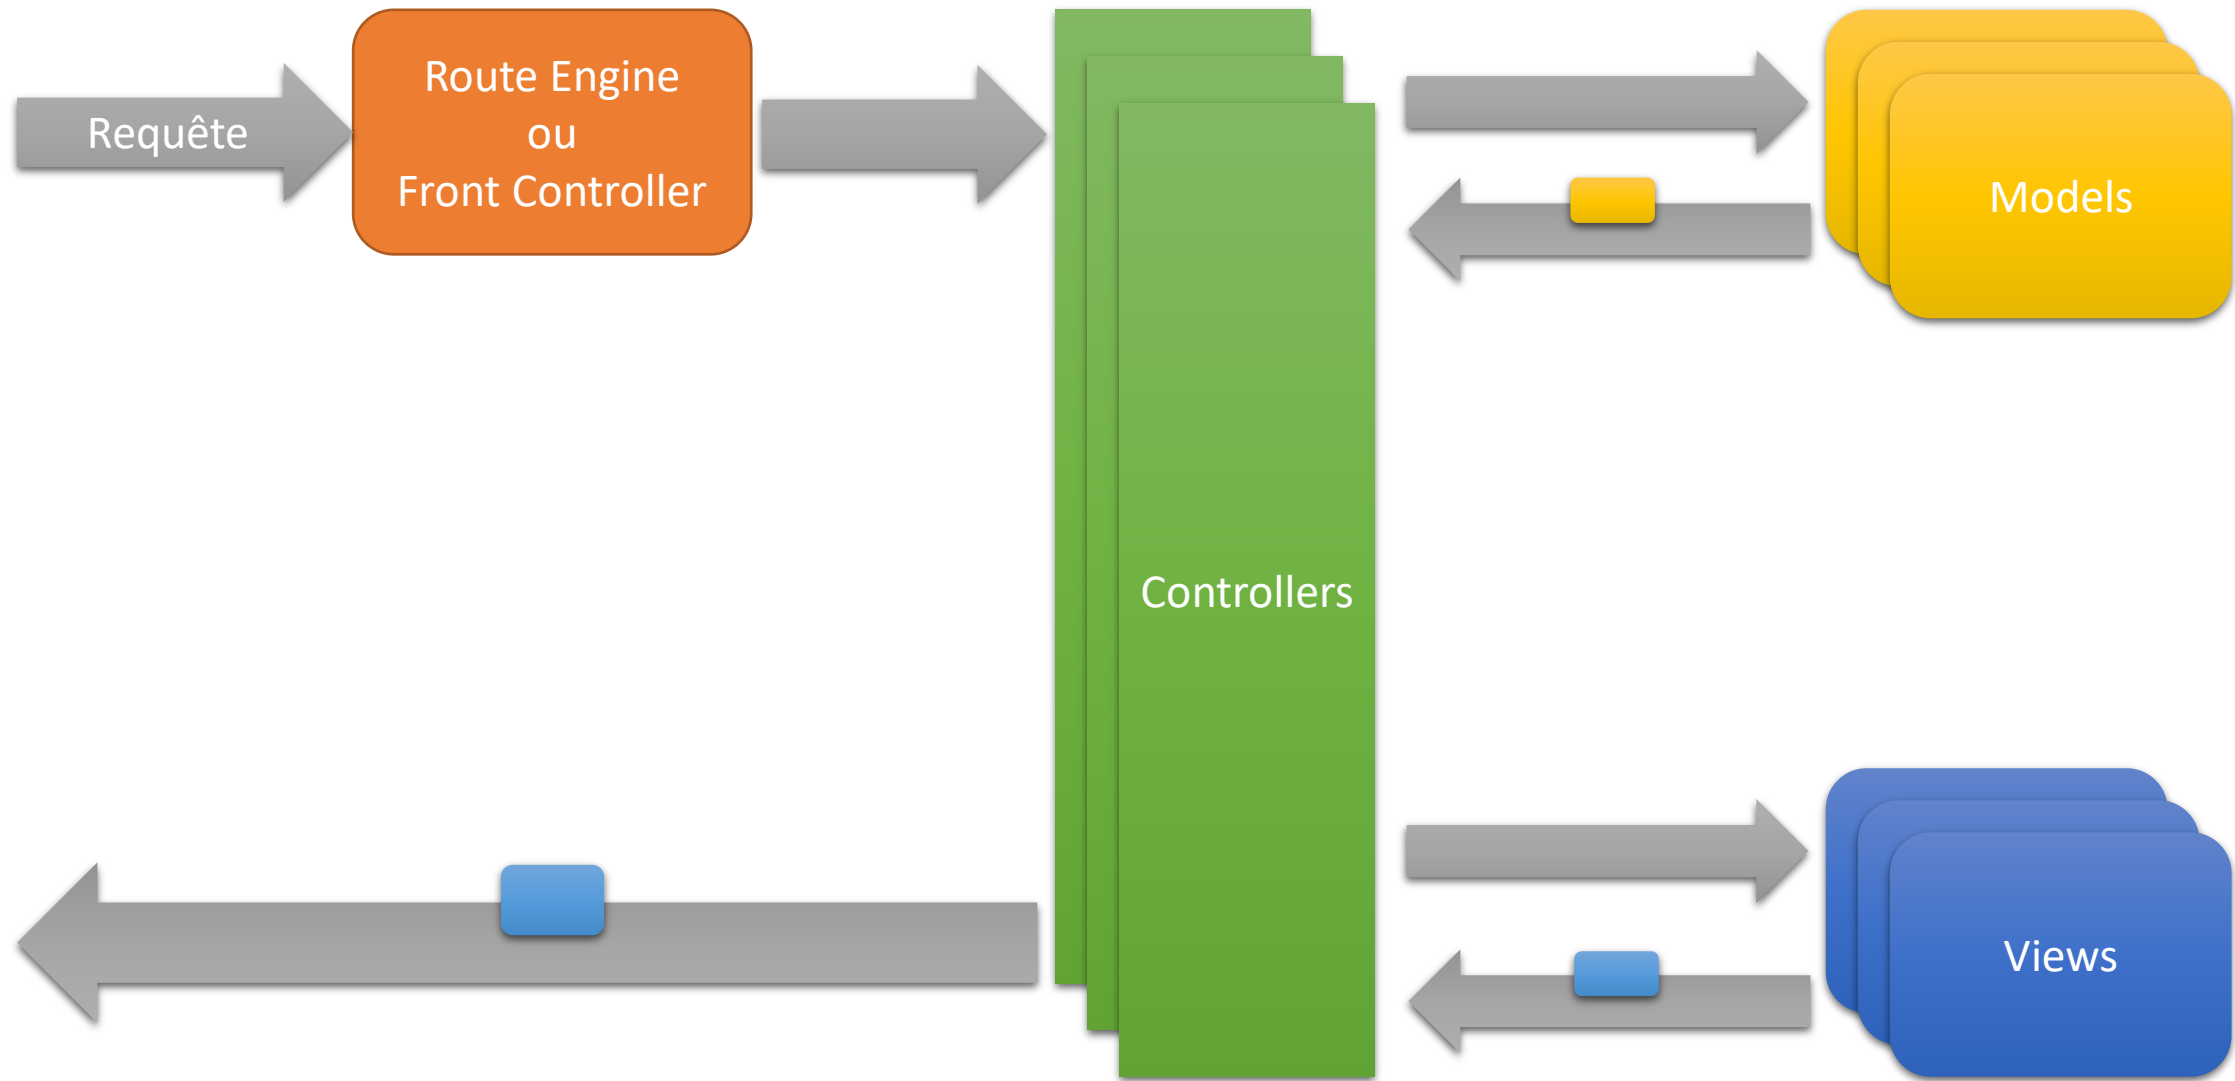 Requête
Route Engine
ou
Front Controller
Models
Controllers
Views